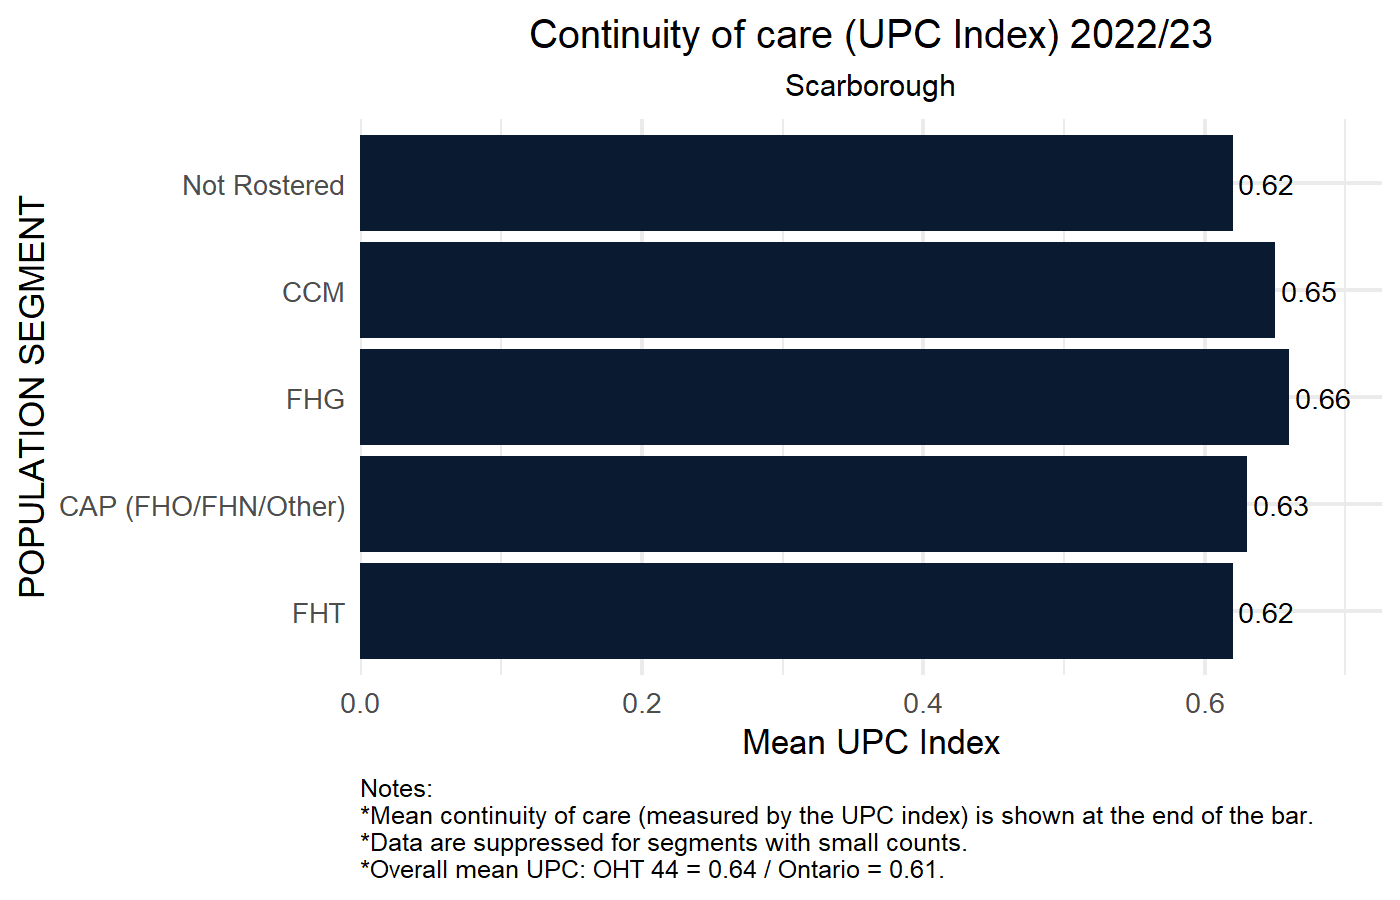 Continuity of care (UPC Index) 2022/23
Scarborough
POPULATION SEGMENT
Not Rostered
0.62
CCM
0.65
FHG
0.66
CAP (FHO/FHN/Other)
0.63
FHT
0.62
0.0
0.2
0.4
0.6
Mean UPC Index
Notes:
*Mean continuity of care (measured by the UPC index) is shown at the end of the bar.
*Data are suppressed for segments with small counts.
*Overall mean UPC: OHT 44 = 0.64 / Ontario = 0.61.